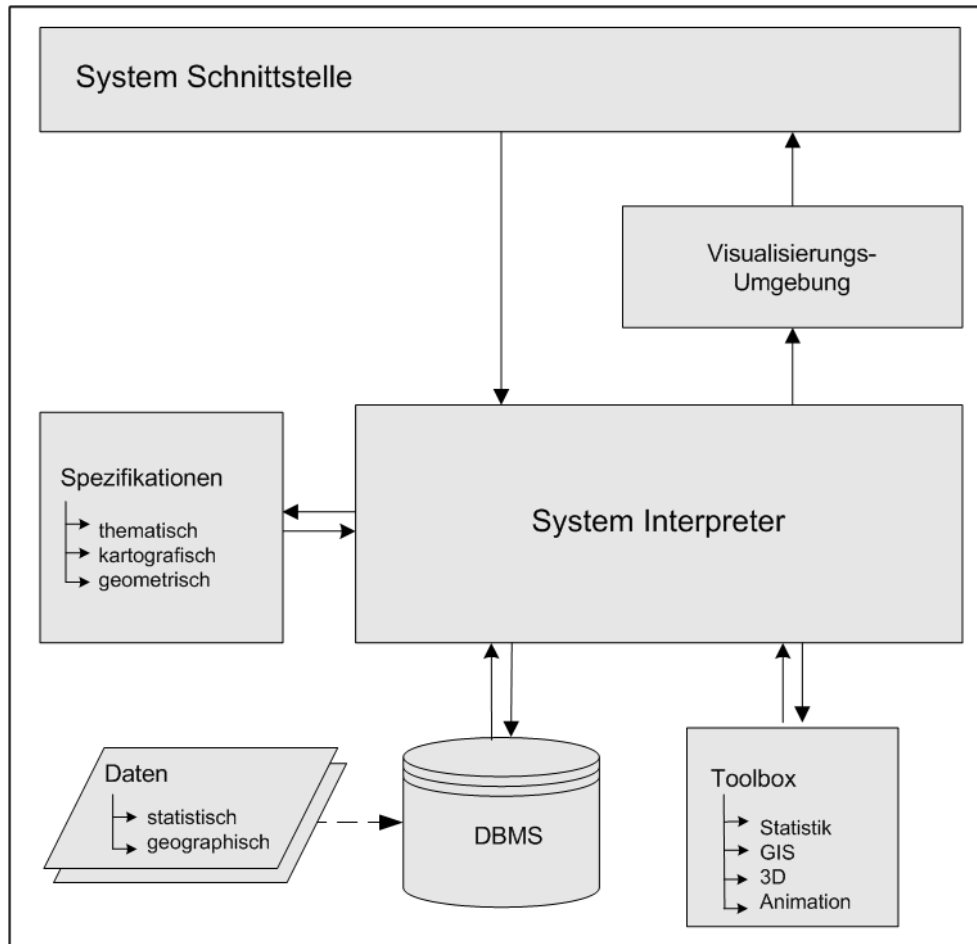 System Schnittstelle
Visualisierungs-
Umgebung
Spezifikationen
thematisch
kartografisch
geometrisch
System Interpreter
Daten
statistisch
geographisch
DBMS
Toolbox
Statistik
GIS
3D
Animation